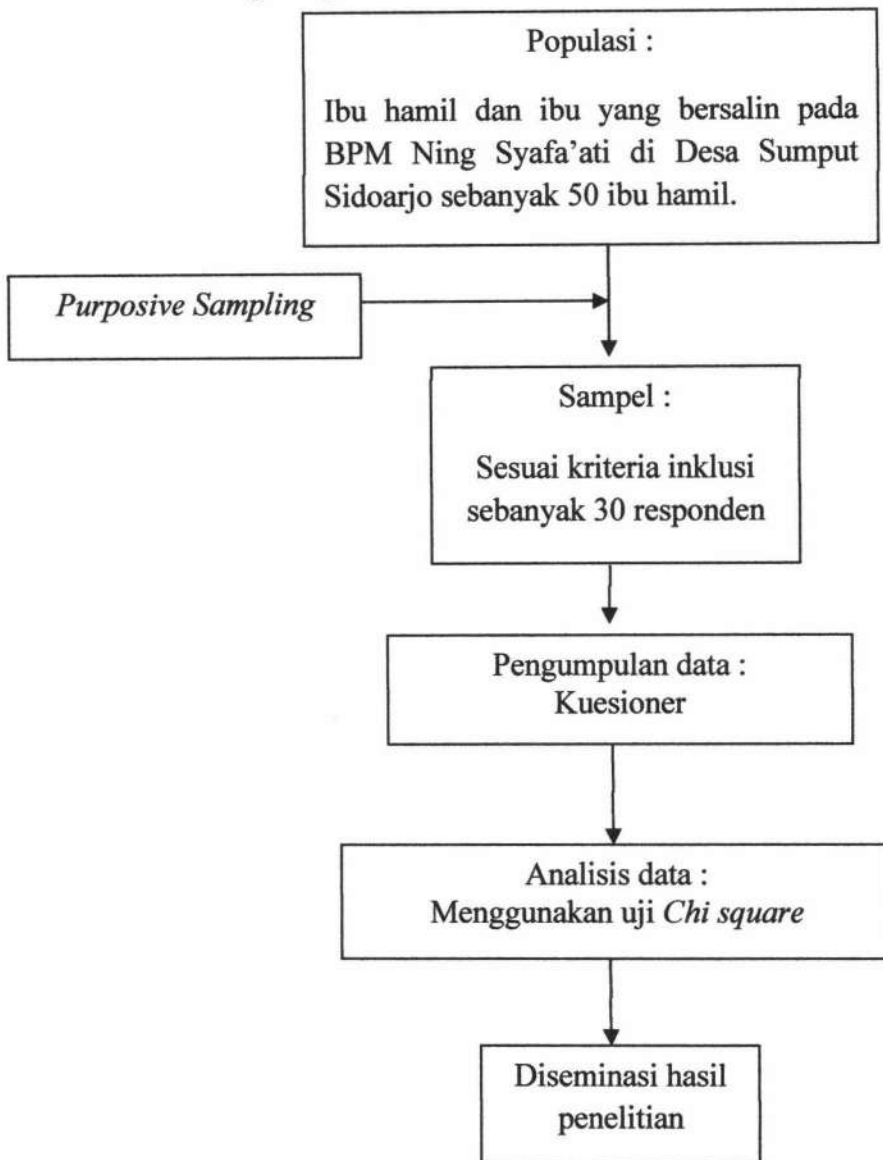 Populasi :
Ibu hamil dan ibu yang bersalin pada
BPM Ning Syafa'ati di Desa Sumput
Sidoarjo sebanyak 50 ibu hamil.
Purposive Sampling
Sampel :
Sesuai kriteria inklusi
sebanyak 30 responden
Pengumpulan data :
Kuesioner
Analisis data :
Menggunakan uji Chi square
Diseminasi hasil
penelitian